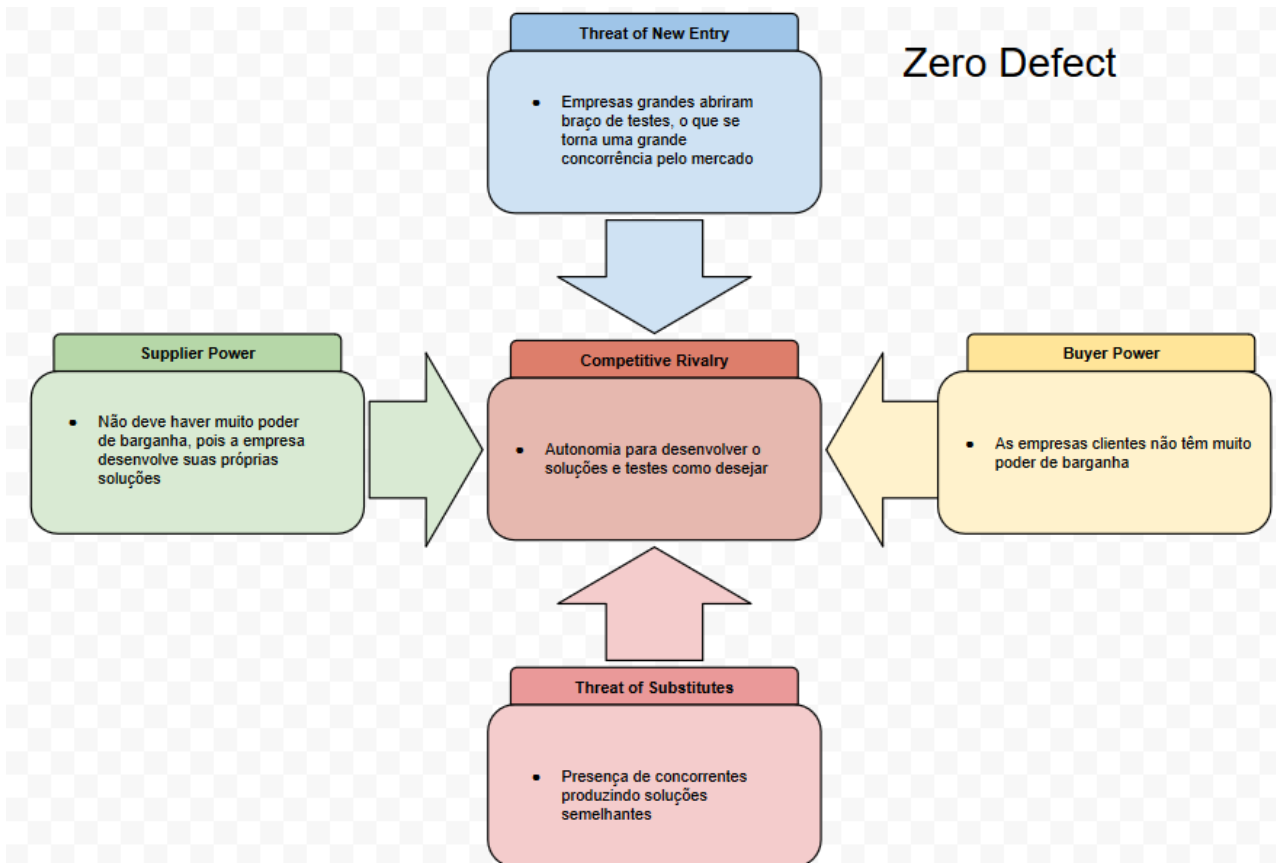 Threat of New Entry
Zero Defect
• Empresas grandes abriram
braço de testes, o que se
torna uma grande
concorrência pelo mercado
Supplier Power
• Não deve haver muito poder
de barganha, pois a empresa
desenvolve suas próprias
soluções
Competitive Rivalry
• Autonomia para desenvolver o
soluções e testes como desejar
Buyer Power
• As empresas clientes não têm muito
poder de barganha
Threat of Substitutes
• Presença de concorrentes
produzindo soluções
semelhantes